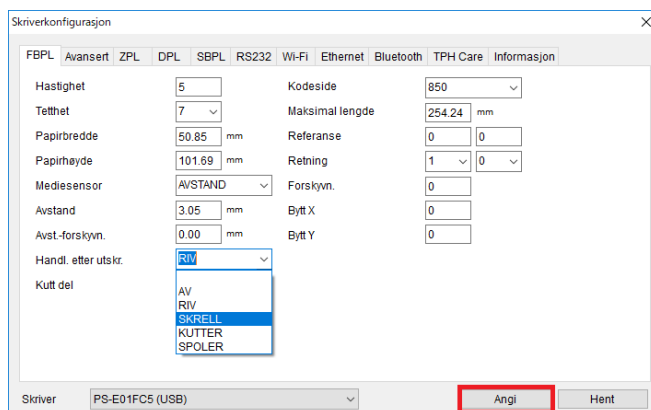 Skriverkonfigurasjon
FBPL Avansert ZPL DPL SBPL RS232 Wi-Fi Ethernet Bluetooth TPH Care Informasjon
Hastighet 5 Kodeside 850
Tetthet 7 Maksimal lengde 254.24 mm
Papirbredde 50.85 mm Referanse 0 0
Papirhøyde 101.69 mm Retning 1 0
Mediesensor AVSTAND Forskyvn. 0
Avstand 3.05 mm Bytt X 0
Avst.-forskyvn. 0.00 mm Bytt Y 0
Handl. etter utskr. RIV
Kutt del
AV
RIV
SKRELL
KUTTER
SPOLER
Skriver PS-E01FC5 (USB) Angi Hent